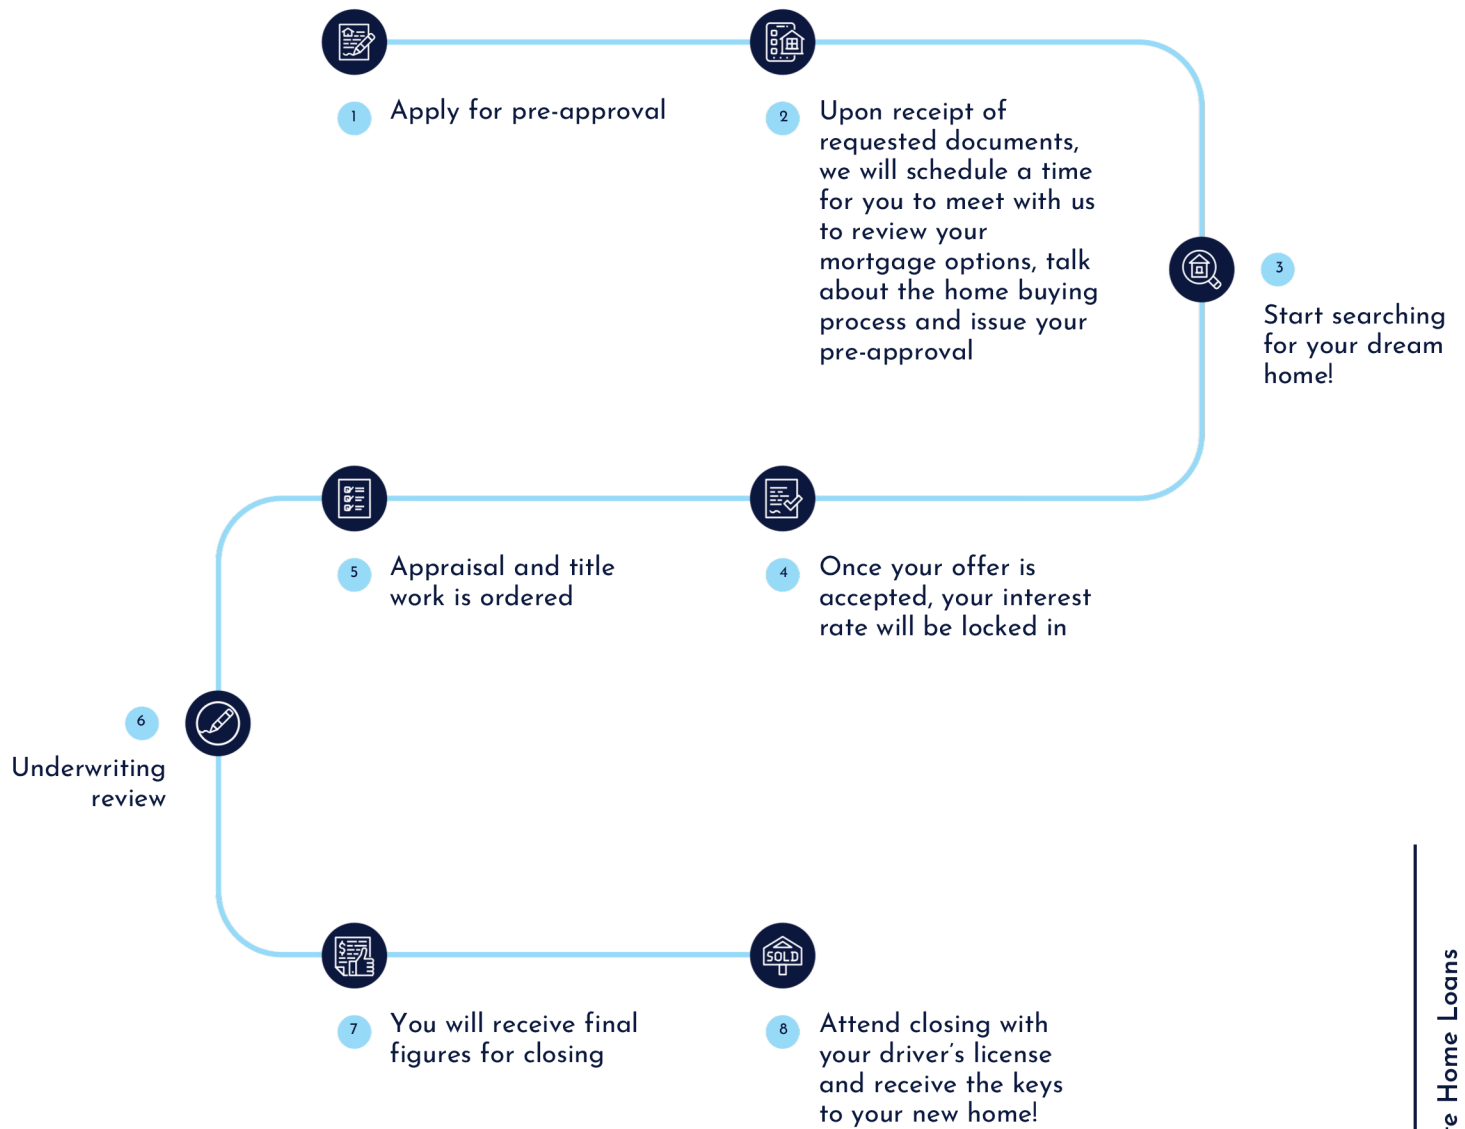 1
Apply for pre-approval
2
Upon receipt of
requested documents,
we will schedule a time
for you to meet with us
to review your
mortgage options, talk
about the home buying
process and issue your
pre-approval
3
Start searching
for your dream
home!
4
Once your offer is
accepted, your interest
rate will be locked in
5
Appraisal and title
work is ordered
6
Underwriting
review
7
You will receive final
figures for closing
SOLD
8
Attend closing with
your driver’s license
and receive the keys
to your new home!
Home Loans